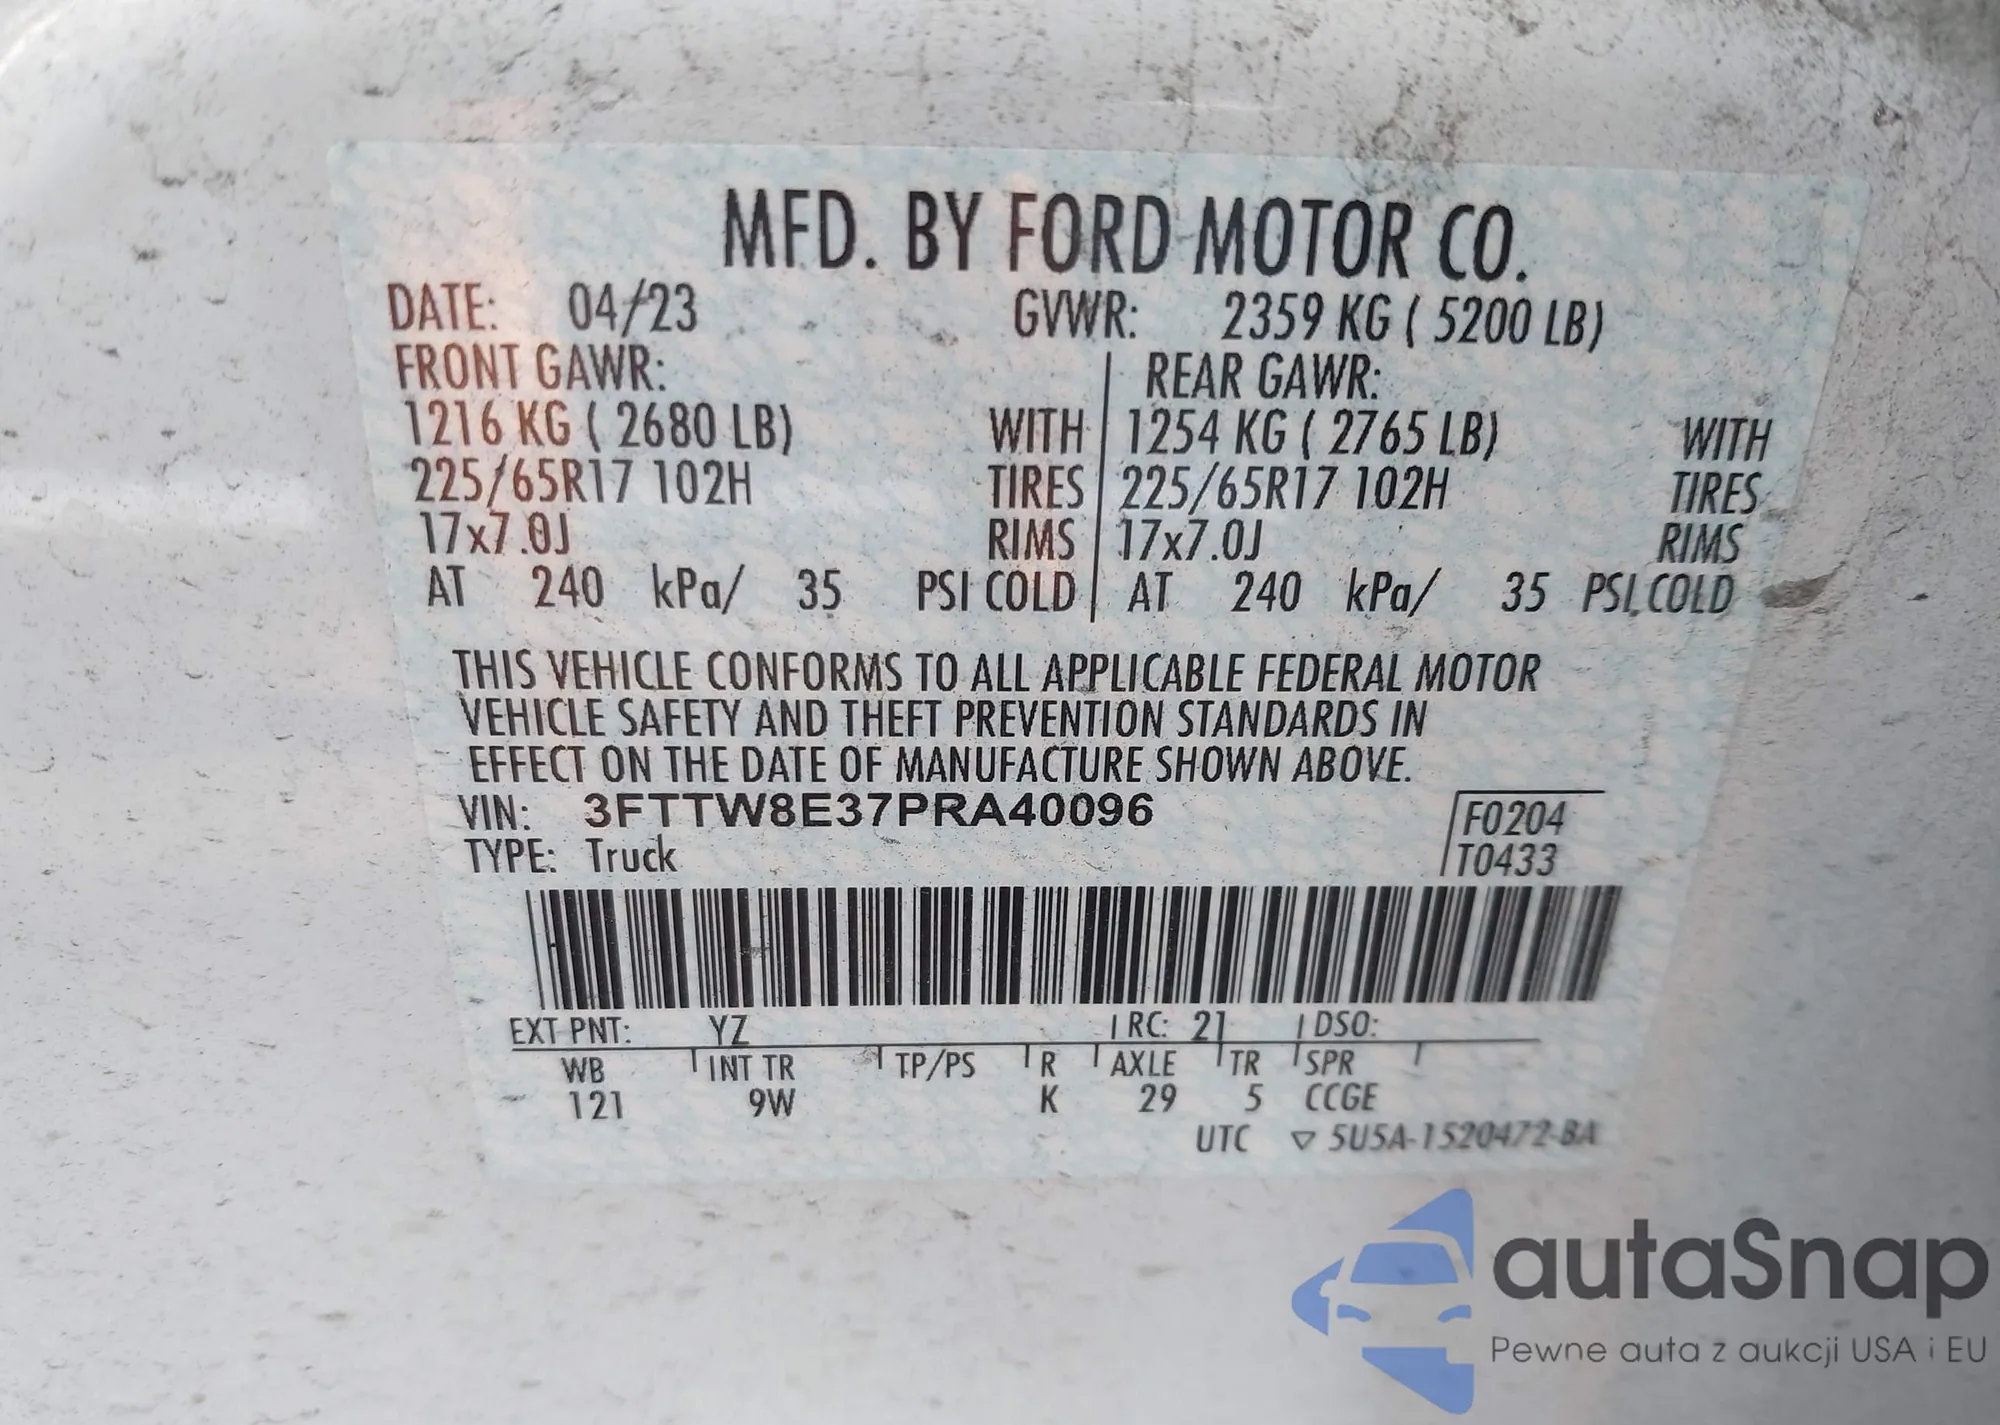 MFD. BY FORD MOTOR CO.
DATE: 04/23 GVWR: 2359 KG ( 5200 LB)
FRONT GAWR: REAR GAWR:
1216 KG ( 2680 LB) WITH 1254 KG ( 2765 LB) WITH
225/65R17 102H TIRES 225/65R17 102H TIRES
17x7.0J RIMS 17x7.0J RIMS
AT 240 kPa/ 35 PSI COLD AT 240 kPa/ 35 PSI COLD
THIS VEHICLE CONFORMS TO ALL APPLICABLE FEDERAL MOTOR
VEHICLE SAFETY AND THEFT PREVENTION STANDARDS IN
EFFECT ON THE DATE OF MANUFACTURE SHOWN ABOVE.
VIN: 3FTTW8E37PRA40096
F0204
TYPE: Truck
T0433
EXT PNT: YZ RC: 21 DSO:
WB INT TR TP/PS R AXLE TR SPR
121 9W K 29 5 CCGE
UTC ▽ 5U5A-1520472-BA
autaSnap
Pewne auta z aukcji USA i EU